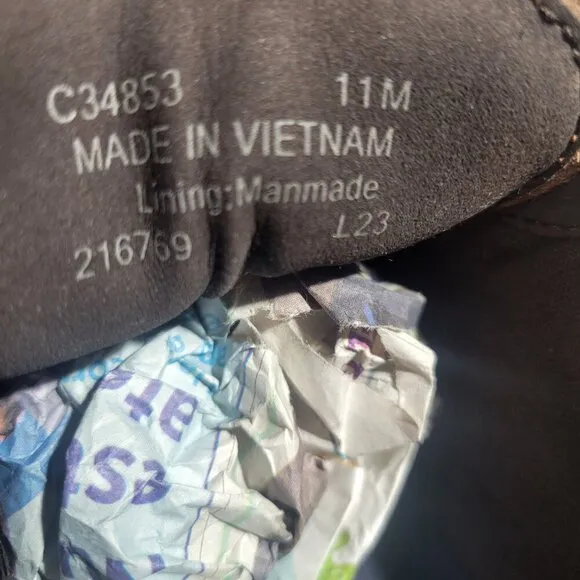 C34853 11M
MADE IN VIETNAM
Lining:Manmade
216769 L23